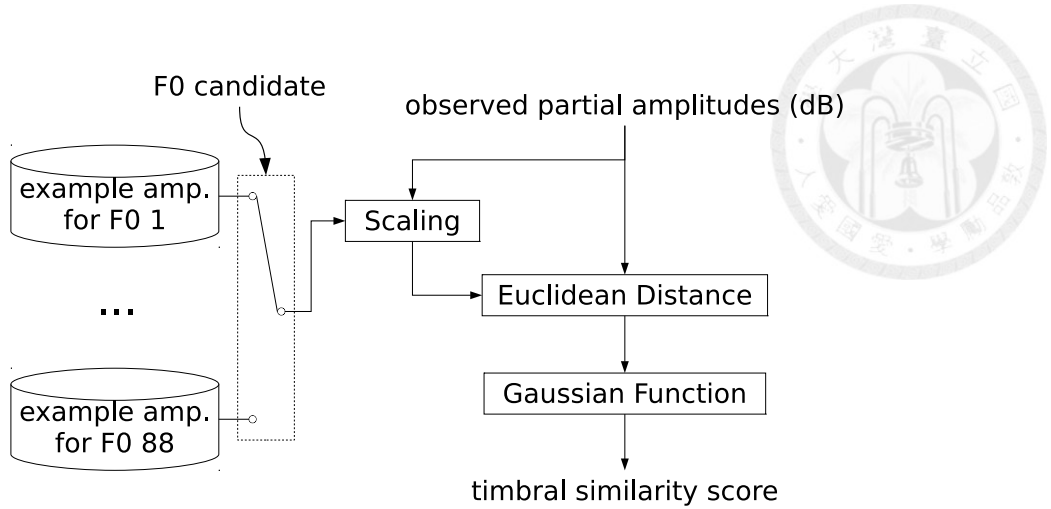 F0 candidate
observed partial amplitudes (dB)
example amp.
for F0 1
Scaling
...
Euclidean Distance
example amp.
for F0 88
Gaussian Function
timbral similarity score